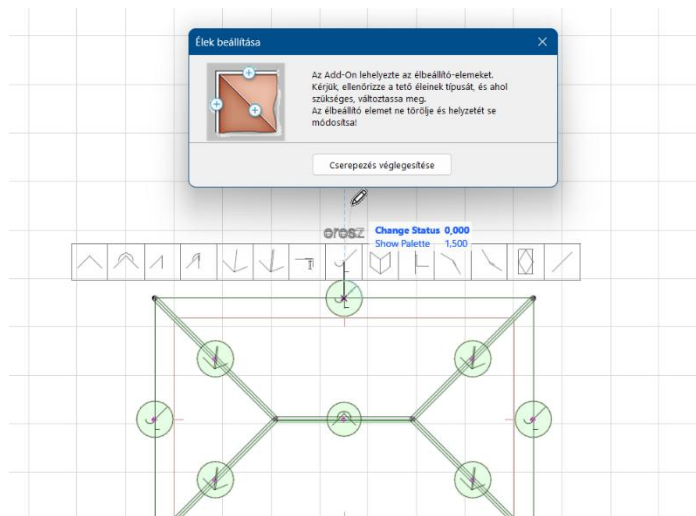 Élek beállítása
Az Add-On lehelyezte az élbeállító-elemeket.
Kérjük, ellenőrizze a tető éleinek típusát, és ahol
szükséges, változtassa meg.
Az élbeállító elemet ne törölje és helyzetét se
módosítsa!
Cserepezés véglegesítése
eresz
Change Status 0,000
Show Palette 1,500